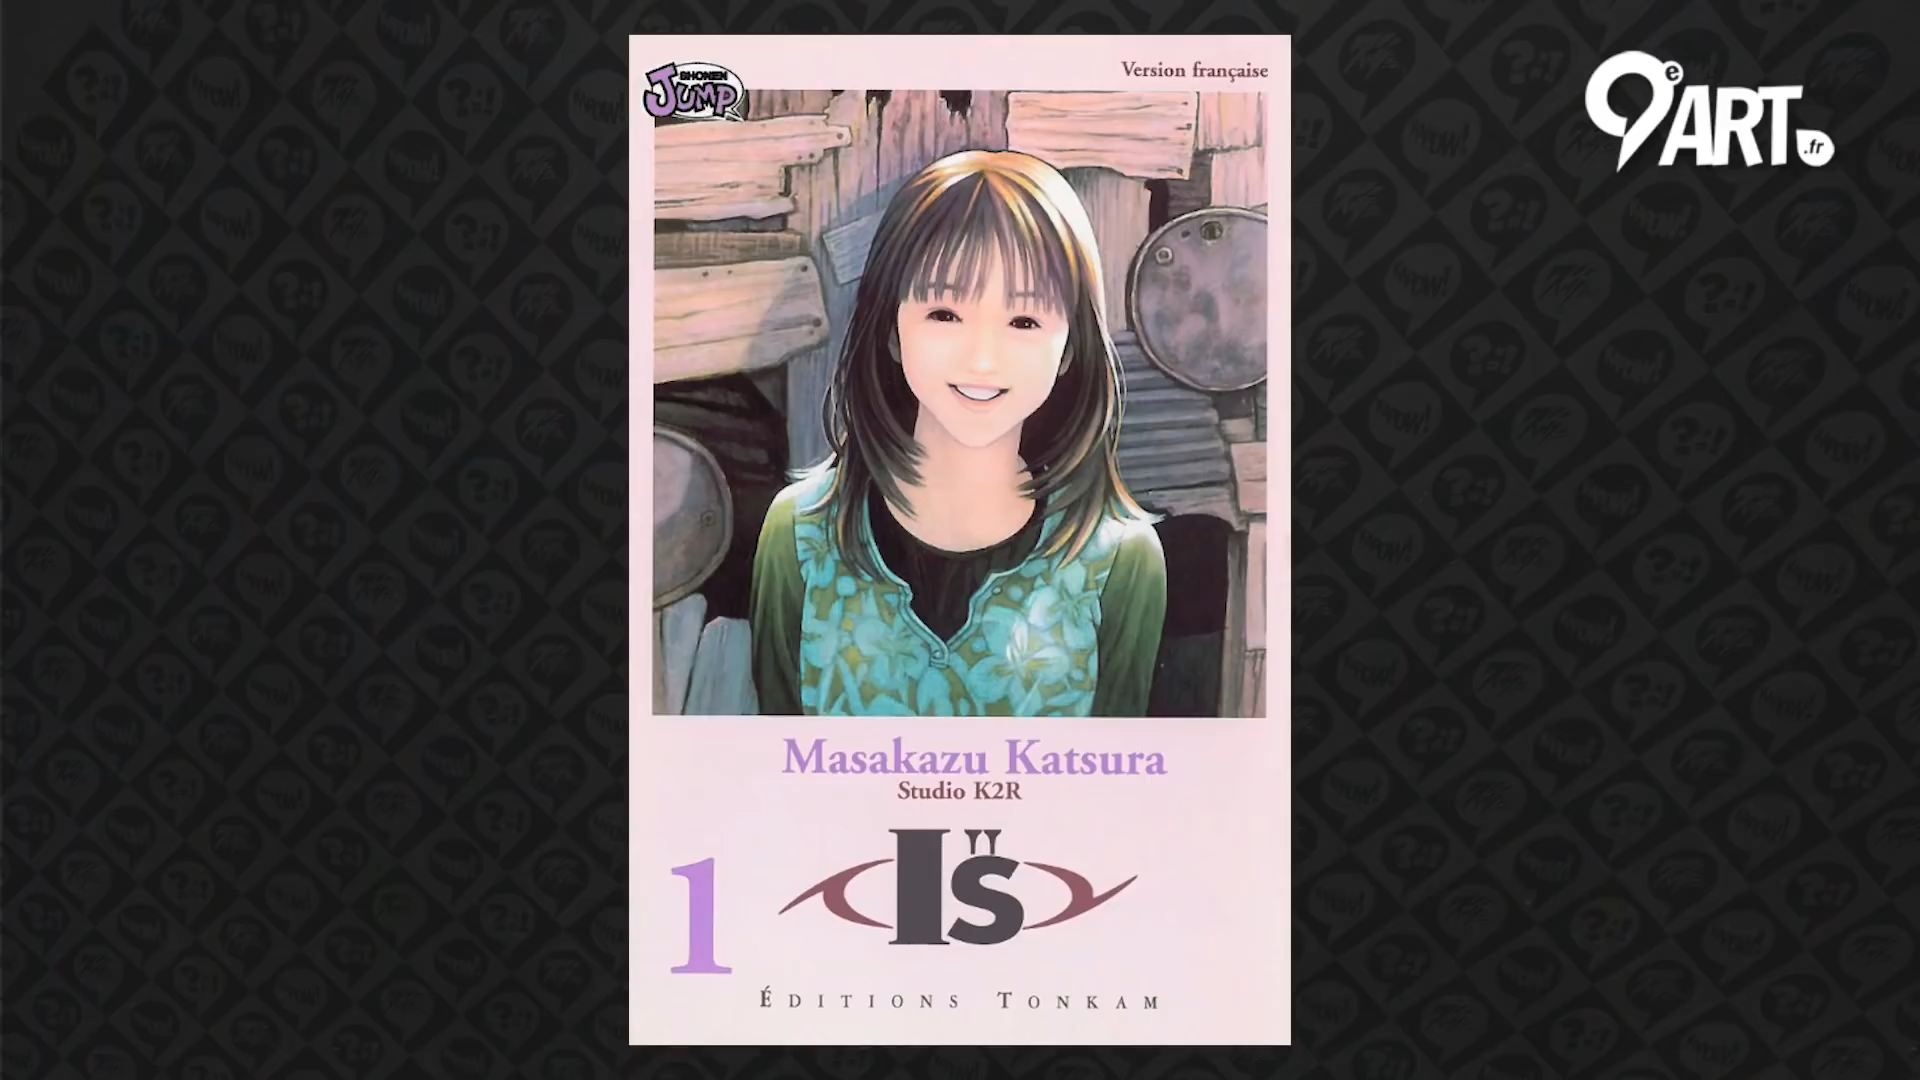 SHONEN
JUMP
Version française
9e ART.fr
Masakazu Katsura
Studio K2R
1
I"s
ÉDITIONS TONKAM